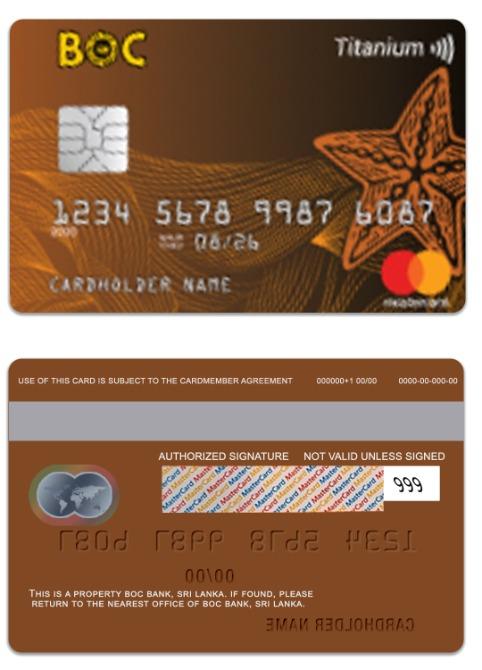 BOC
Titanium
1234 5678 9987 6087
08/26
CARDHOLDER NAME
USE OF THIS CARD IS SUBJECT TO THE CARDMEMBER AGREEMENT 000000+1 00/00 0000-00-000-00
AUTHORIZED SIGNATURE NOT VALID UNLESS SIGNED
MasterCard MasterCard MasterCard
999
1234 5678 9987 6087
00/00
THIS IS A PROPERTY BOC BANK, SRI LANKA. IF FOUND, PLEASE
RETURN TO THE NEAREST OFFICE OF BOC BANK, SRI LANKA.
CARDHOLDER NAME